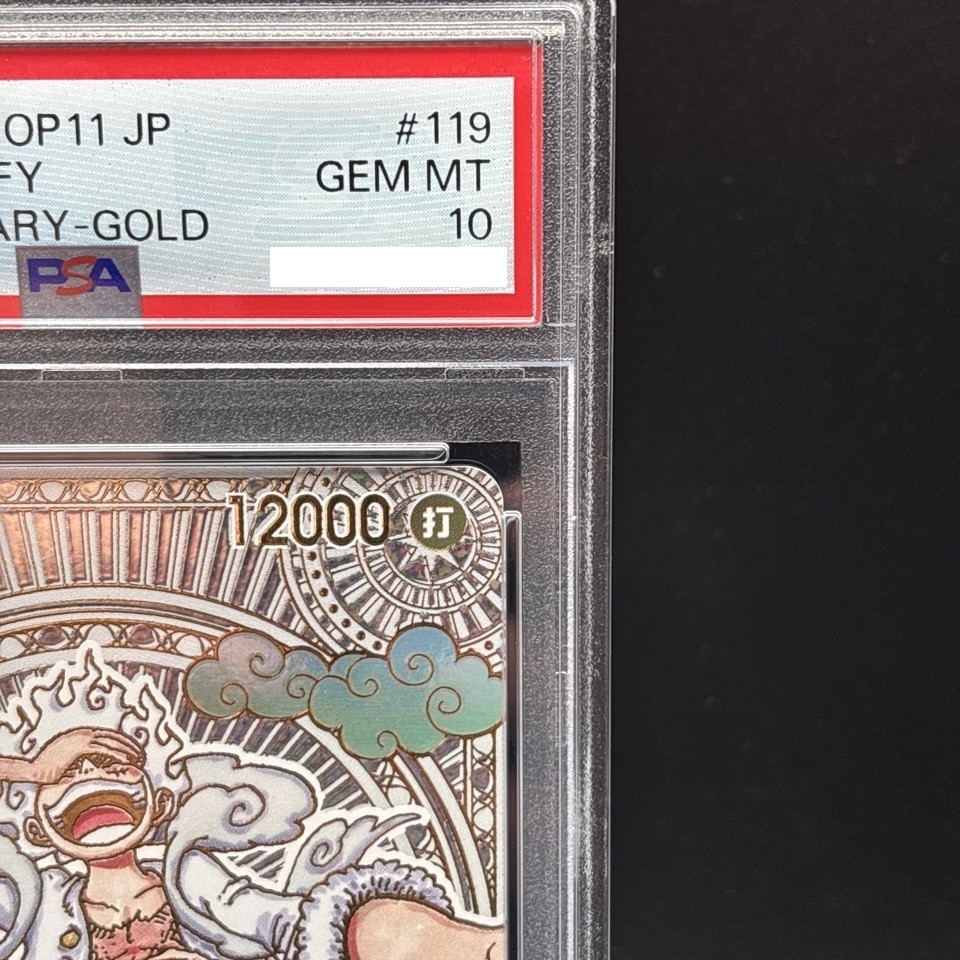 OP11 JP #119
FY GEM MT
ARY-GOLD 10
PSA
12000 打